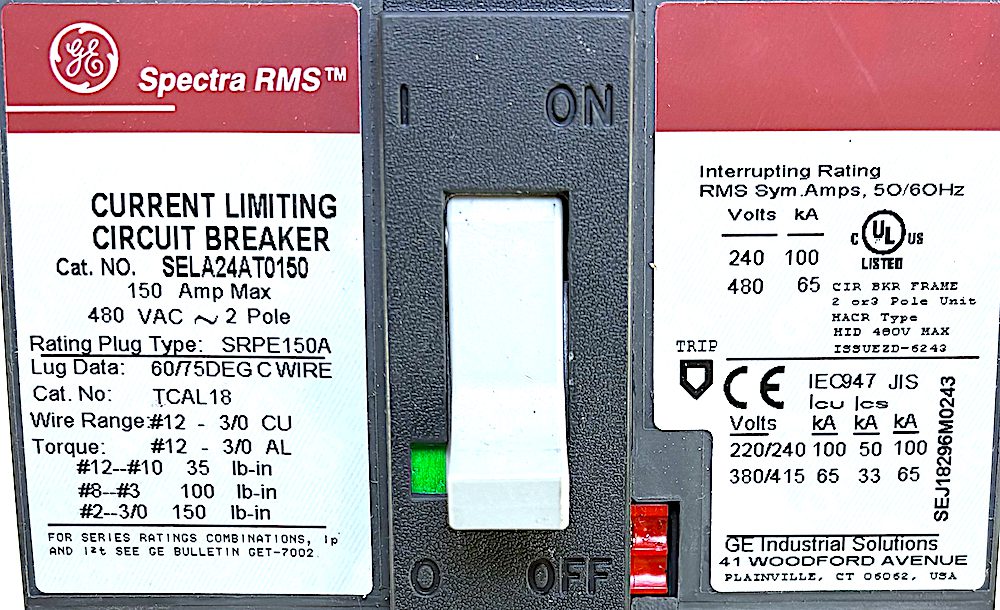 GE
Spectra RMS™
CURRENT LIMITING
CIRCUIT BREAKER
Cat. NO. SELA24AT0150
150 Amp Max
480 VAC ~ 2 Pole
Rating Plug Type: SRPE150A
Lug Data: 60/75DEG C WIRE
Cat. No: TCAL18
Wire Range: #12 - 3/0 CU
Torque: #12 - 3/0 AL
#12--#10 35 lb-in
#8--#3 100 lb-in
#2--3/0 150 lb-in
FOR SERIES RATINGS COMBINATIONS, Ip
AND I²t SEE GE BULLETIN GET-7002
I ON
O OFF
Interrupting Rating
RMS Sym.Amps, 50/60Hz
Volts kA
240 100
480 65
C UL US
LISTED
CIR BKR FRAME
2 or3 Pole Unit
MACR Type
HID 480V MAX
ISSUEZD-6243
TRIP
CE
IEC947 JIS
Icu Ics
Volts kA kA kA
220/240 100 50 100
380/415 65 33 65
SEJ18296M0243
GE Industrial Solutions
41 WOODFORD AVENUE
PLAINVILLE, CT 06062, USA